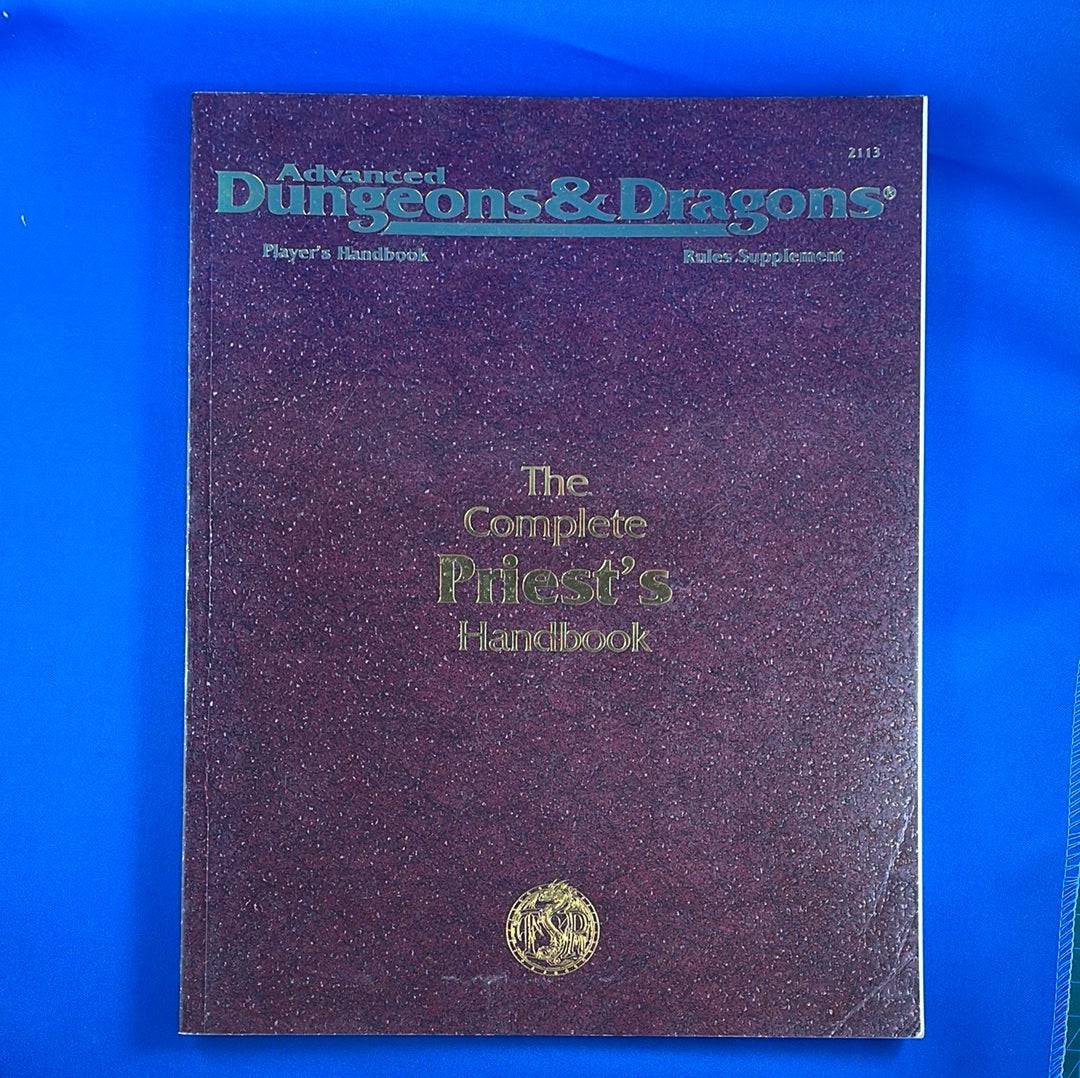 2113
Advanced
Dungeons & Dragons®
Player's Handbook Rules Supplement
The
Complete
Priest's
Handbook
TSR